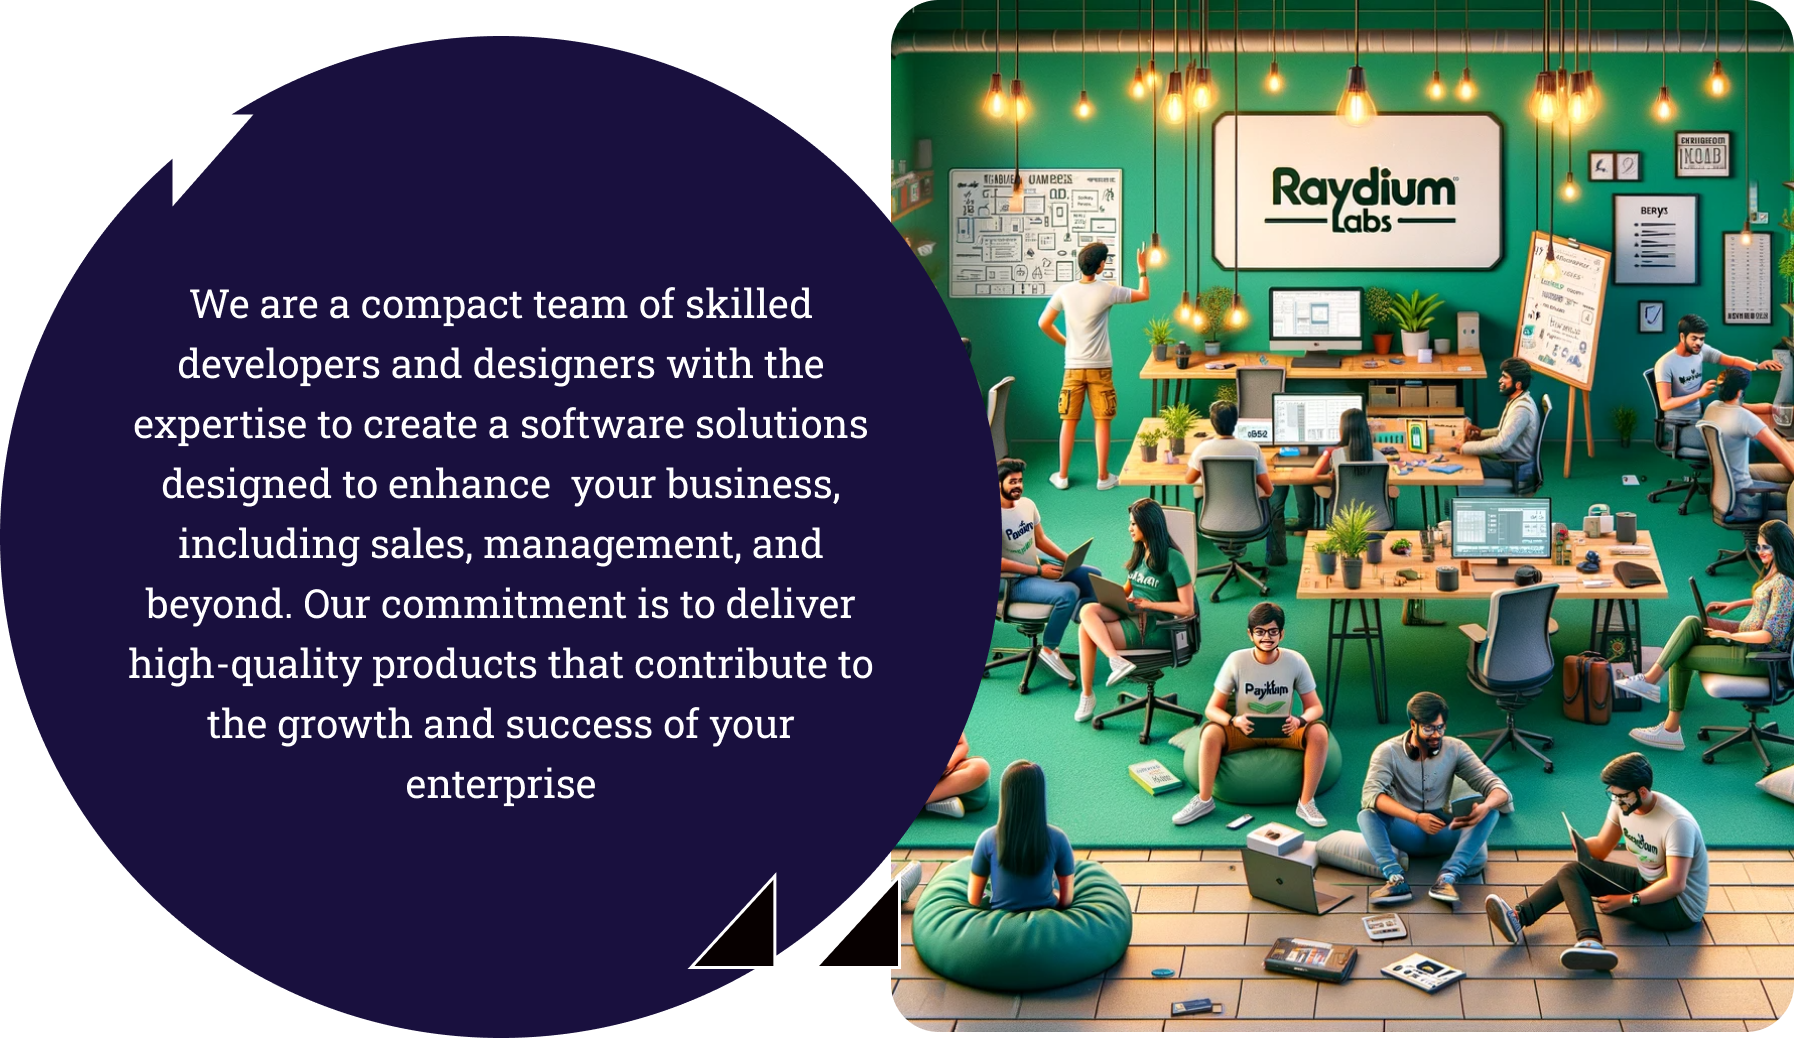 We are a compact team of skilled
developers and designers with the
expertise to create a software solutions
designed to enhance  your business,
including sales, management, and
beyond. Our commitment is to deliver
high-quality products that contribute to
the growth and success of your
enterprise
Raydium
Labs
BERYS